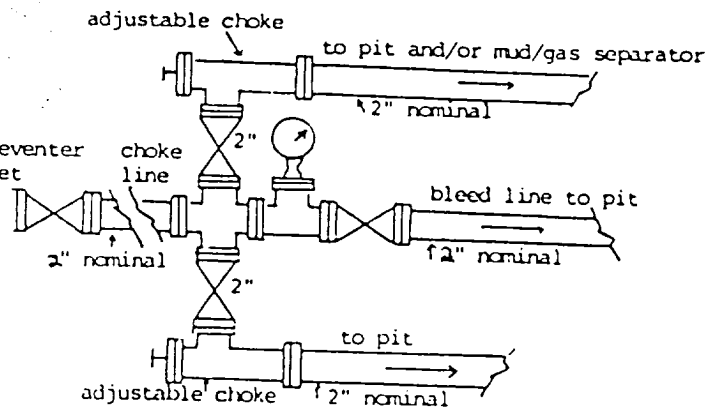 adjustable choke
to pit and/or mud/gas separator
2" nominal
2"
eventer choke
et line
bleed line to pit
2" nominal
2" nominal
2"
to pit
adjustable choke
2" nominal